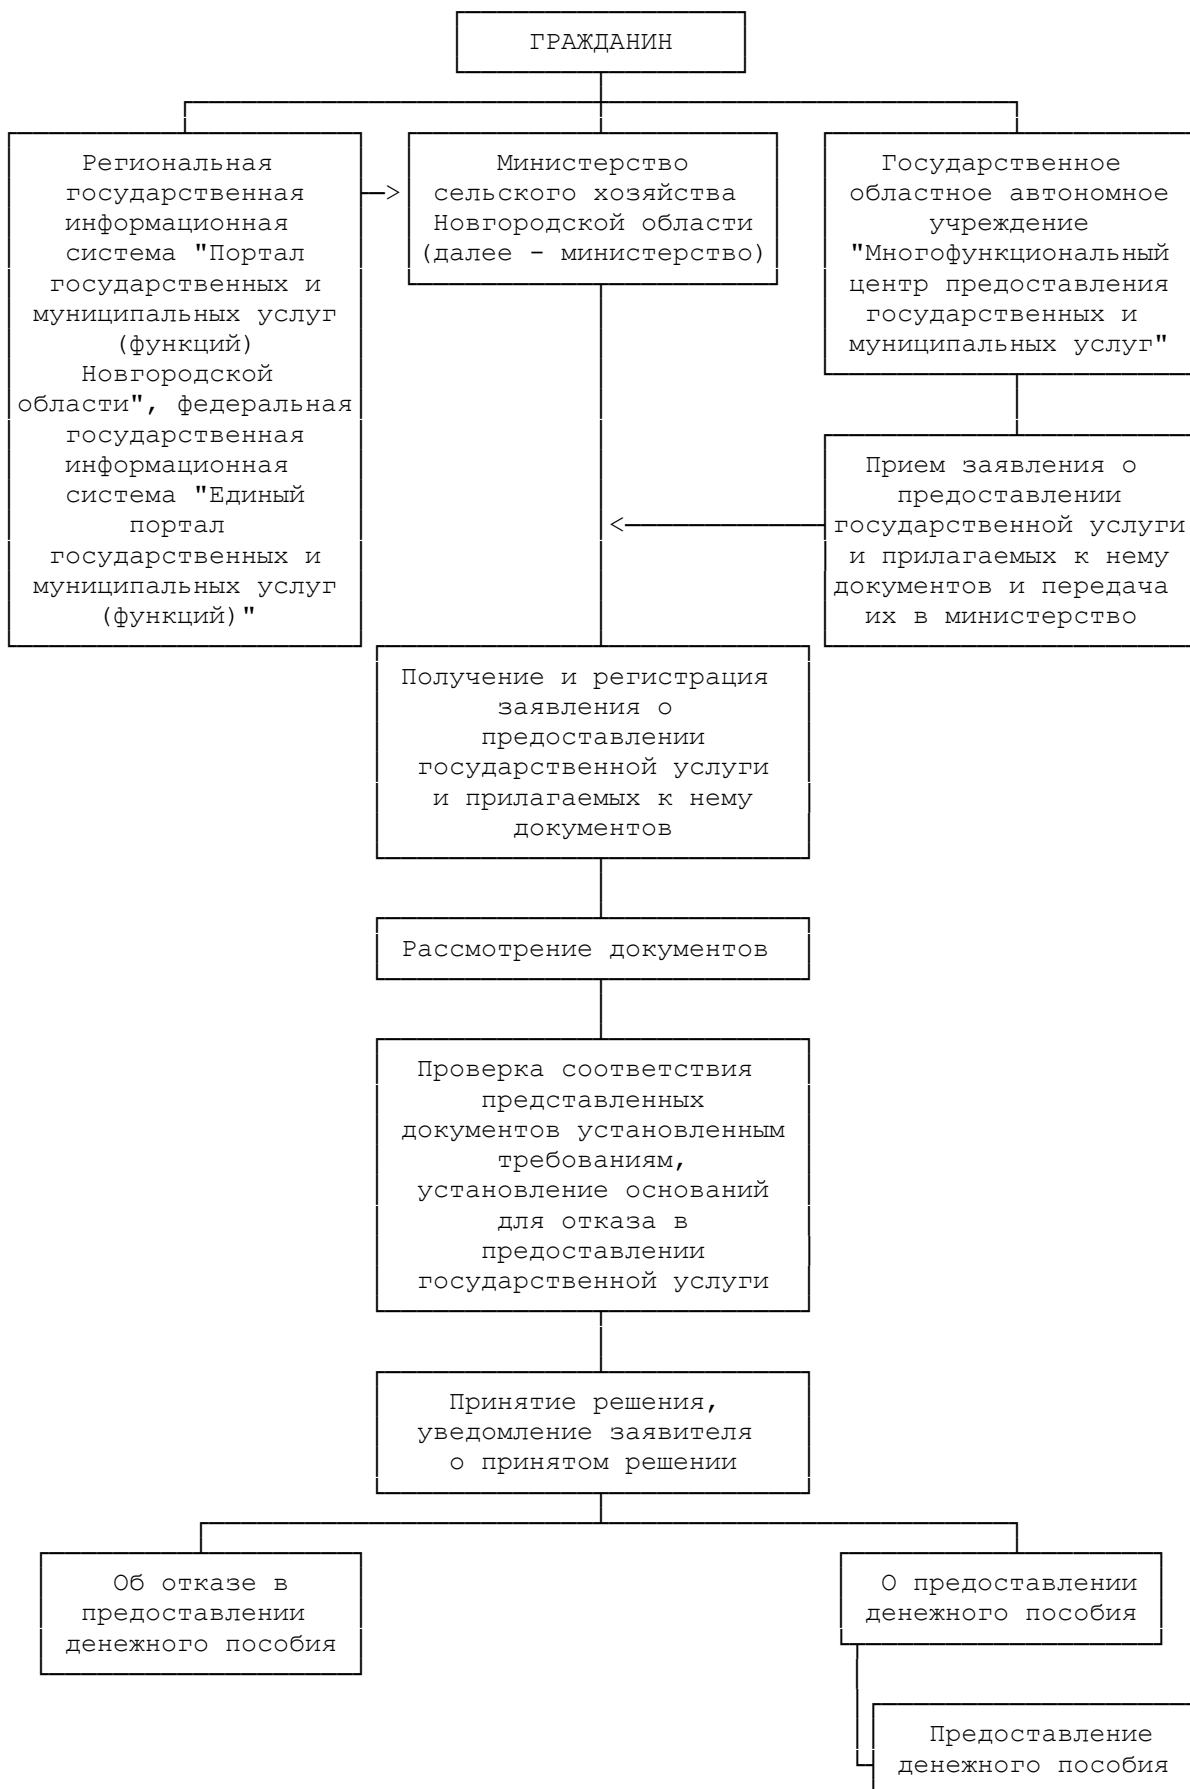 ГРАЖДАНИН
Региональная
государственная
информационная
система "Портал
государственных и
муниципальных услуг
(функций)
Новгородской
области", федеральная
государственная
информационная
система "Единый
портал
государственных и
муниципальных услуг
(функций)"
Министерство
сельского хозяйства
Новгородской области
(далее - министерство)
Государственное
областное автономное
учреждение
"Многофункциональный
центр предоставления
государственных и
муниципальных услуг"
Прием заявления о
предоставлении
государственной услуги
и прилагаемых к нему
документов и передача
их в министерство
Получение и регистрация
заявления о
предоставлении
государственной услуги
и прилагаемых к нему
документов
Рассмотрение документов
Проверка соответствия
представленных
документов установленным
требованиям,
установление оснований
для отказа в
предоставлении
государственной услуги
Принятие решения,
уведомление заявителя
о принятом решении
Об отказе в
предоставлении
денежного пособия
О предоставлении
денежного пособия
Предоставление
денежного пособия